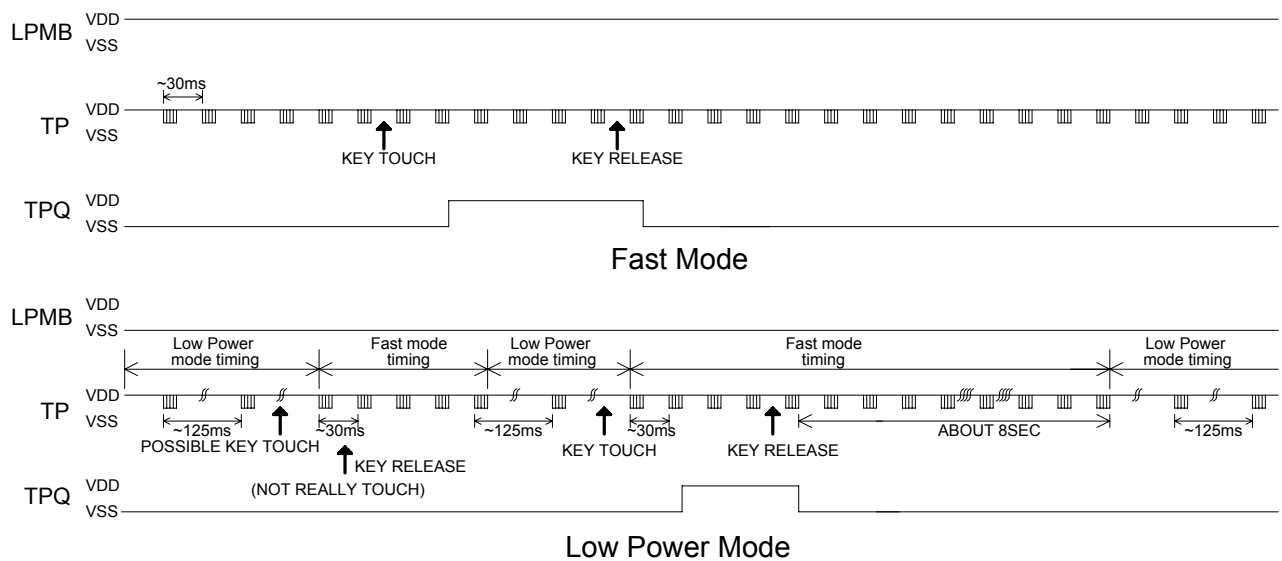 LPMB VDD
VSS
~30ms
TP VDD
VSS
KEY TOUCH KEY RELEASE
TPQ VDD
VSS
Fast Mode
LPMB VDD
VSS
Low Power
mode timing
Fast mode
timing
Low Power
mode timing
Fast mode
timing
Low Power
mode timing
TP VDD
VSS
~125ms ~30ms ~125ms ~30ms ABOUT 8SEC ~125ms
POSSIBLE KEY TOUCH KEY TOUCH KEY RELEASE
KEY RELEASE
(NOT REALLY TOUCH)
TPQ VDD
VSS
Low Power Mode